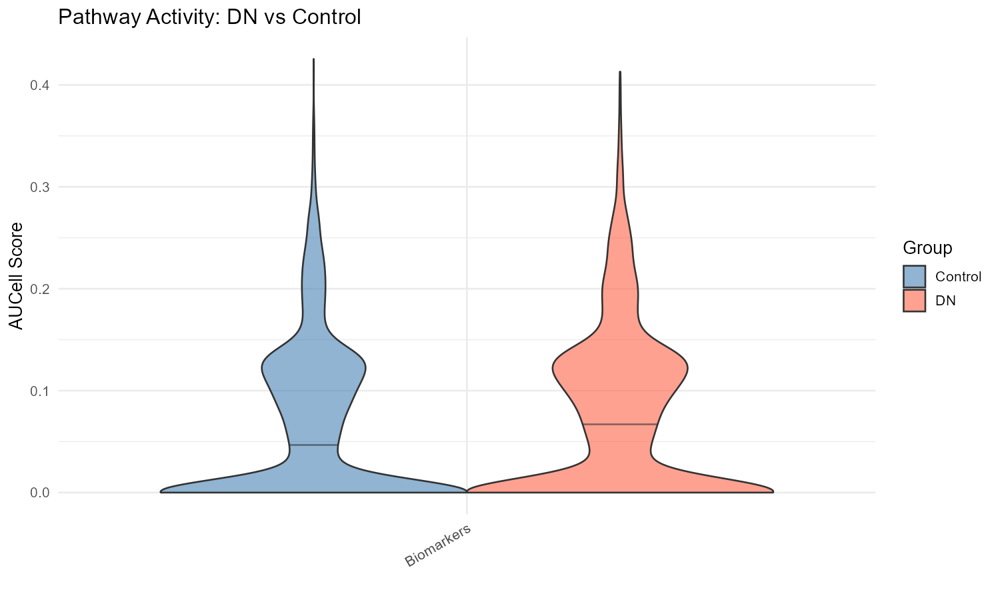 Pathway Activity: DN vs Control
AUCell Score
0.4
0.3
0.2
0.1
0.0
Biomarkers
Group
Control
DN